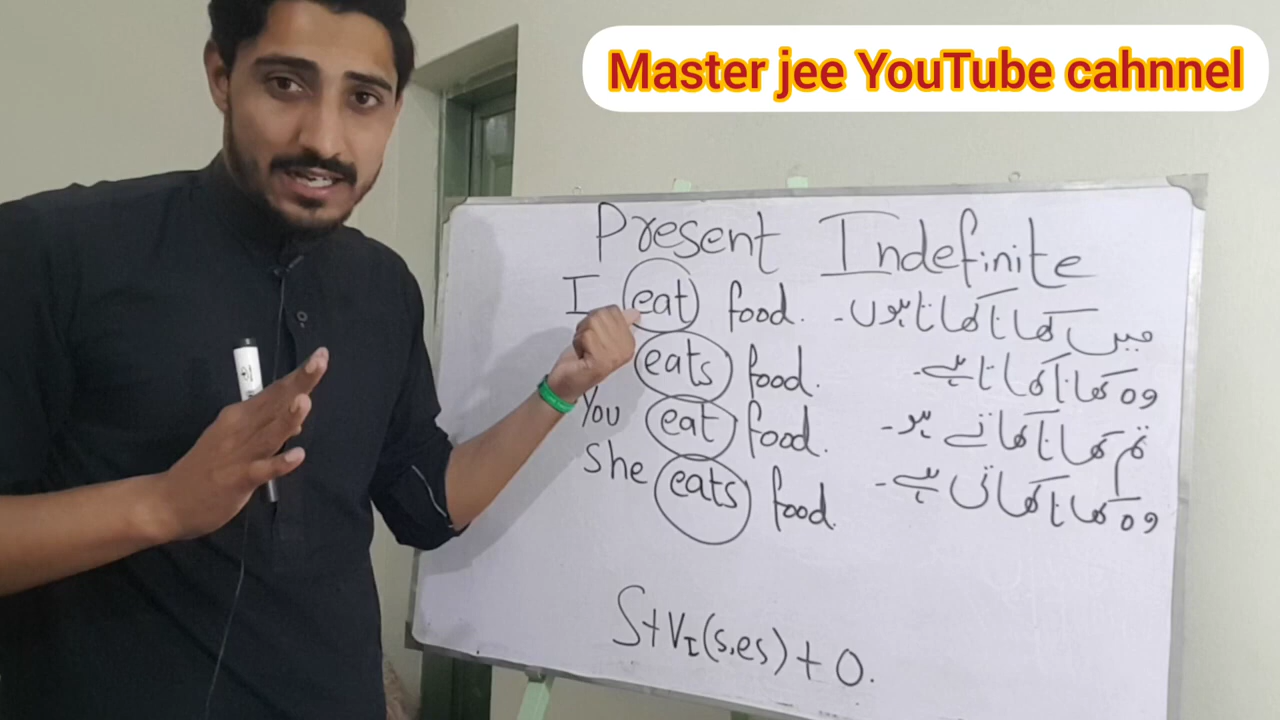 Master jee YouTube cahnnel
Present Indefinite
I eat food. میں کھانا کھاتا ہوں۔
eats food. وہ کھانا کھاتا ہے۔
You eat food. تم کھانا کھاتے ہو۔
She eats food. وہ کھانا کھاتی ہے۔
S+V₁(s,es)+O.